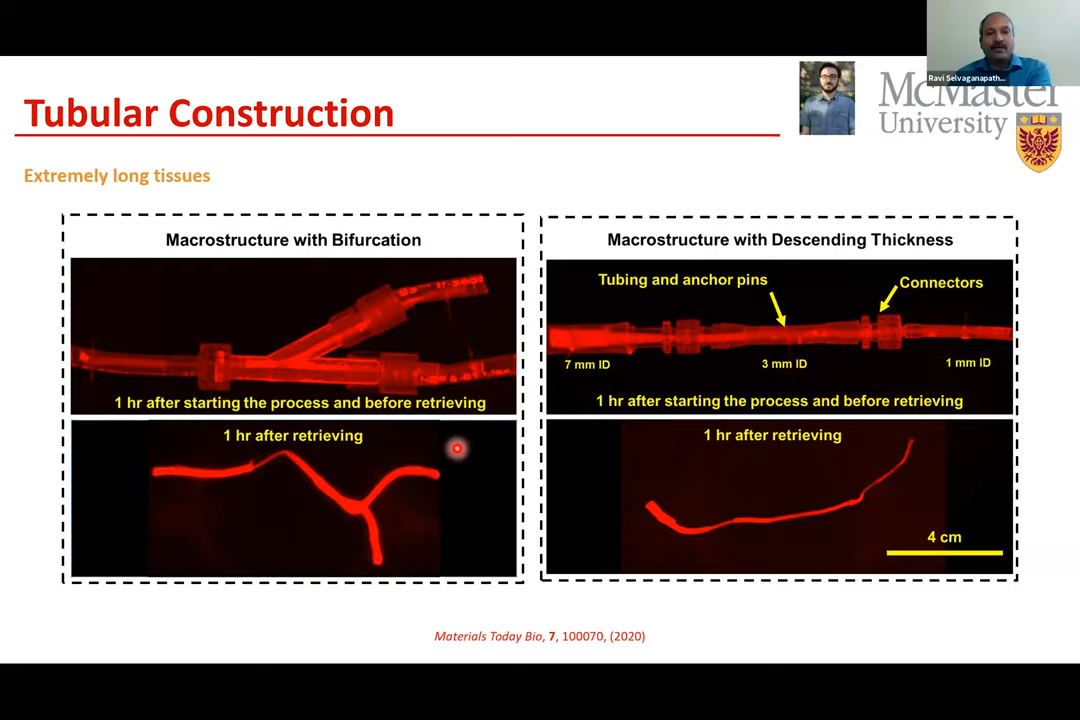 Ravi Selvaganapath...
McMaster
University
Tubular Construction
Extremely long tissues
Macrostructure with Bifurcation
1 hr after starting the process and before retrieving
1 hr after retrieving
Macrostructure with Descending Thickness
Tubing and anchor pins
Connectors
7 mm ID
3 mm ID
1 mm ID
1 hr after starting the process and before retrieving
1 hr after retrieving
4 cm
Materials Today Bio, 7, 100070, (2020)